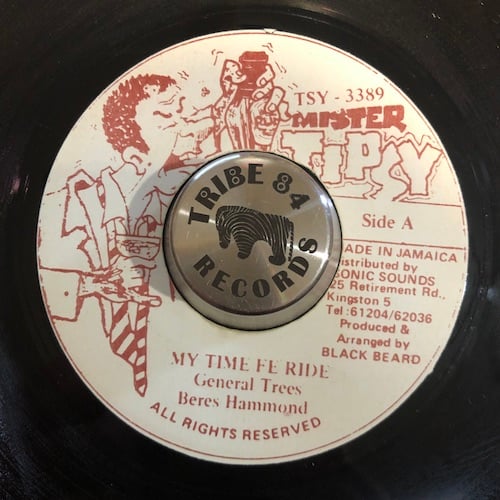 TSY - 3389
MISTER
TIPSY
Side A
TRIBE 84
RECORDS
MADE IN JAMAICA
Distributed by
SONIC SOUNDS
25 Retirement Rd.,
Kingston 5
Tel:61204/62036
Produced &
Arranged by
BLACK BEARD
MY TIME FE RIDE
General Trees
Beres Hammond
ALL RIGHTS RESERVED